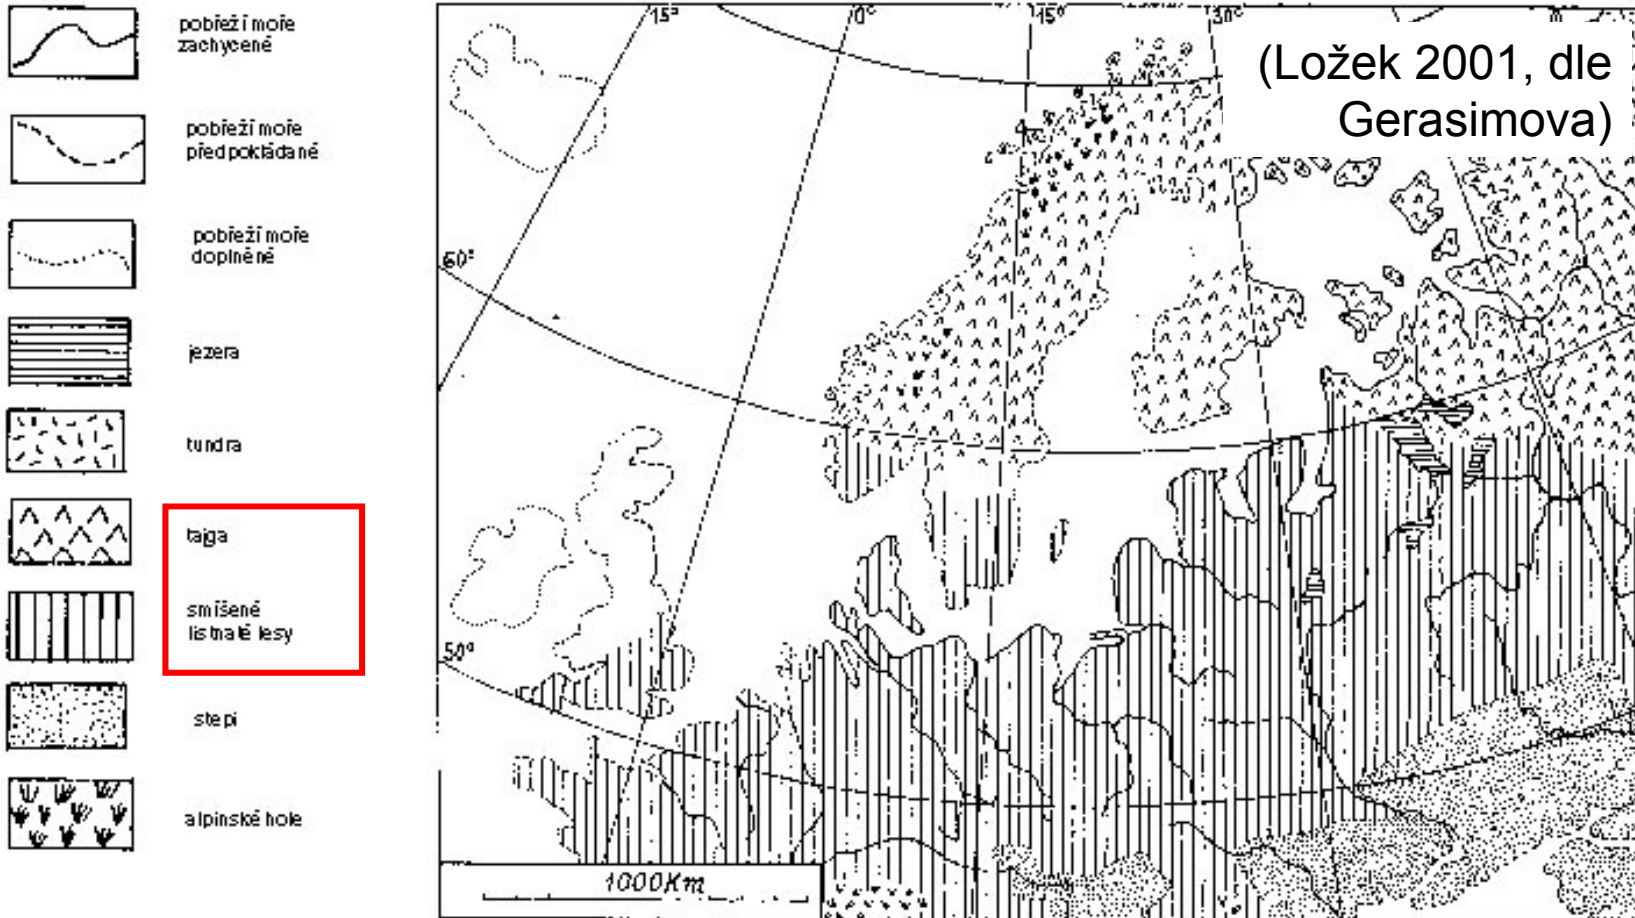 pobřeží moře
zachycené
pobřeží moře
předpokládané
pobřeží moře
doplněné
jezera
tundra
tajga
smíšené
listnaté lesy
stepi
alpinské hole
15°
0°
15°
30°
(Ložek 2001, dle
Gerasimova)
60°
50°
1000Km